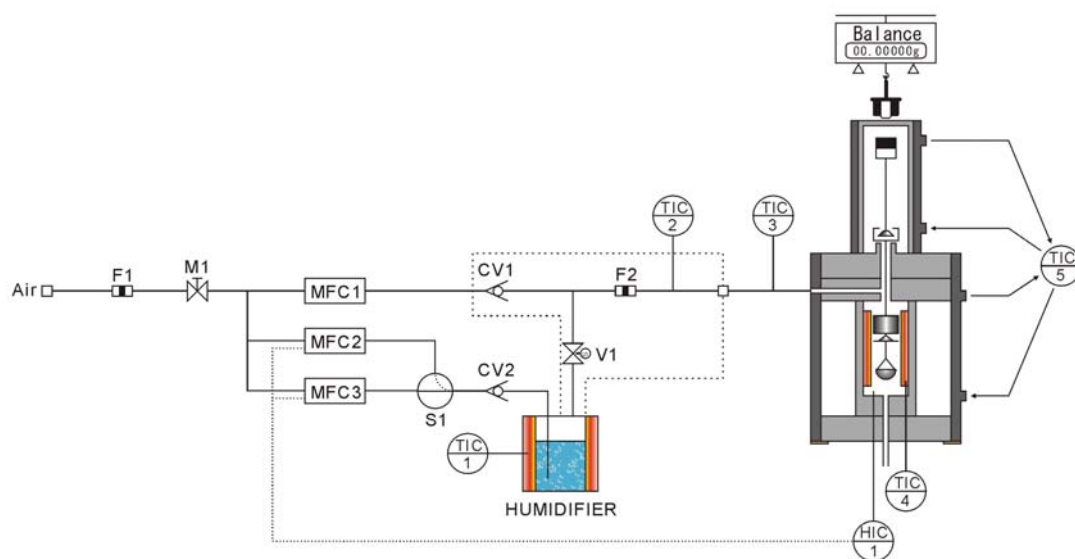 Balance
00.00000g
TIC
2
TIC
3
TIC
5
Air
F1
M1
MFC1
CV1
F2
MFC2
V1
MFC3
CV2
S1
TIC
1
HUMIDIFIER
TIC
4
HIC
1